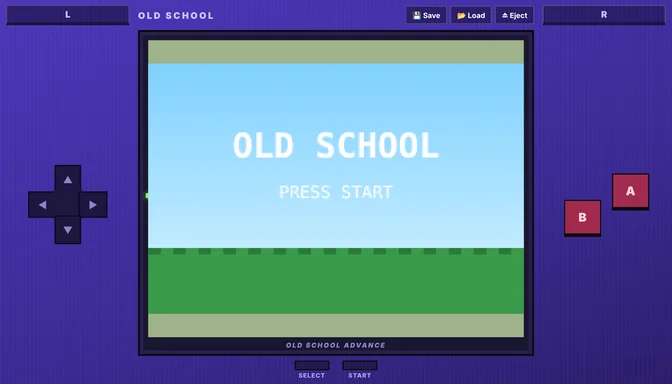 L
OLD SCHOOL
Save
Load
Eject
R
OLD SCHOOL
PRESS START
A
B
OLD SCHOOL ADVANCE
SELECT
START